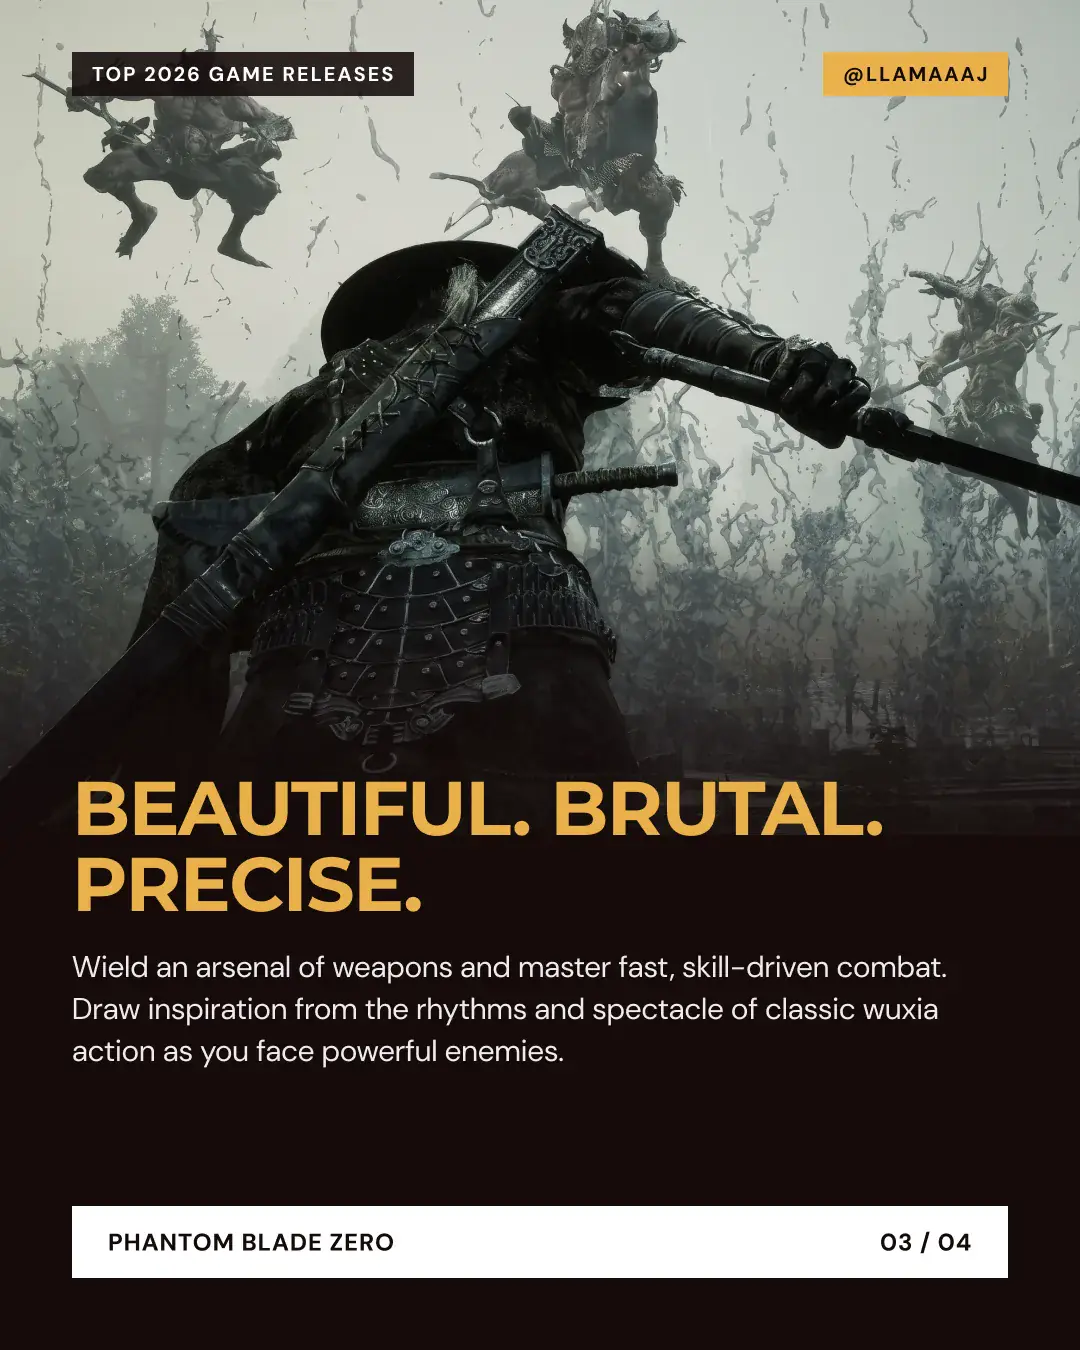 TOP 2026 GAME RELEASES
@LLAMAAAJ
BEAUTIFUL. BRUTAL.
PRECISE.
Wield an arsenal of weapons and master fast, skill-driven combat.
Draw inspiration from the rhythms and spectacle of classic wuxia
action as you face powerful enemies.
PHANTOM BLADE ZERO
03 / 04